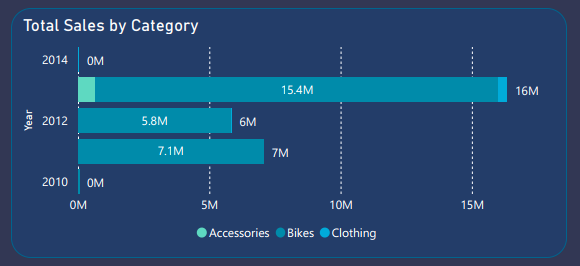 Total Sales by Category
2014 0M
15.4M 16M
Year
2012 5.8M 6M
7.1M 7M
2010 0M
0M 5M 10M 15M
Accessories Bikes Clothing